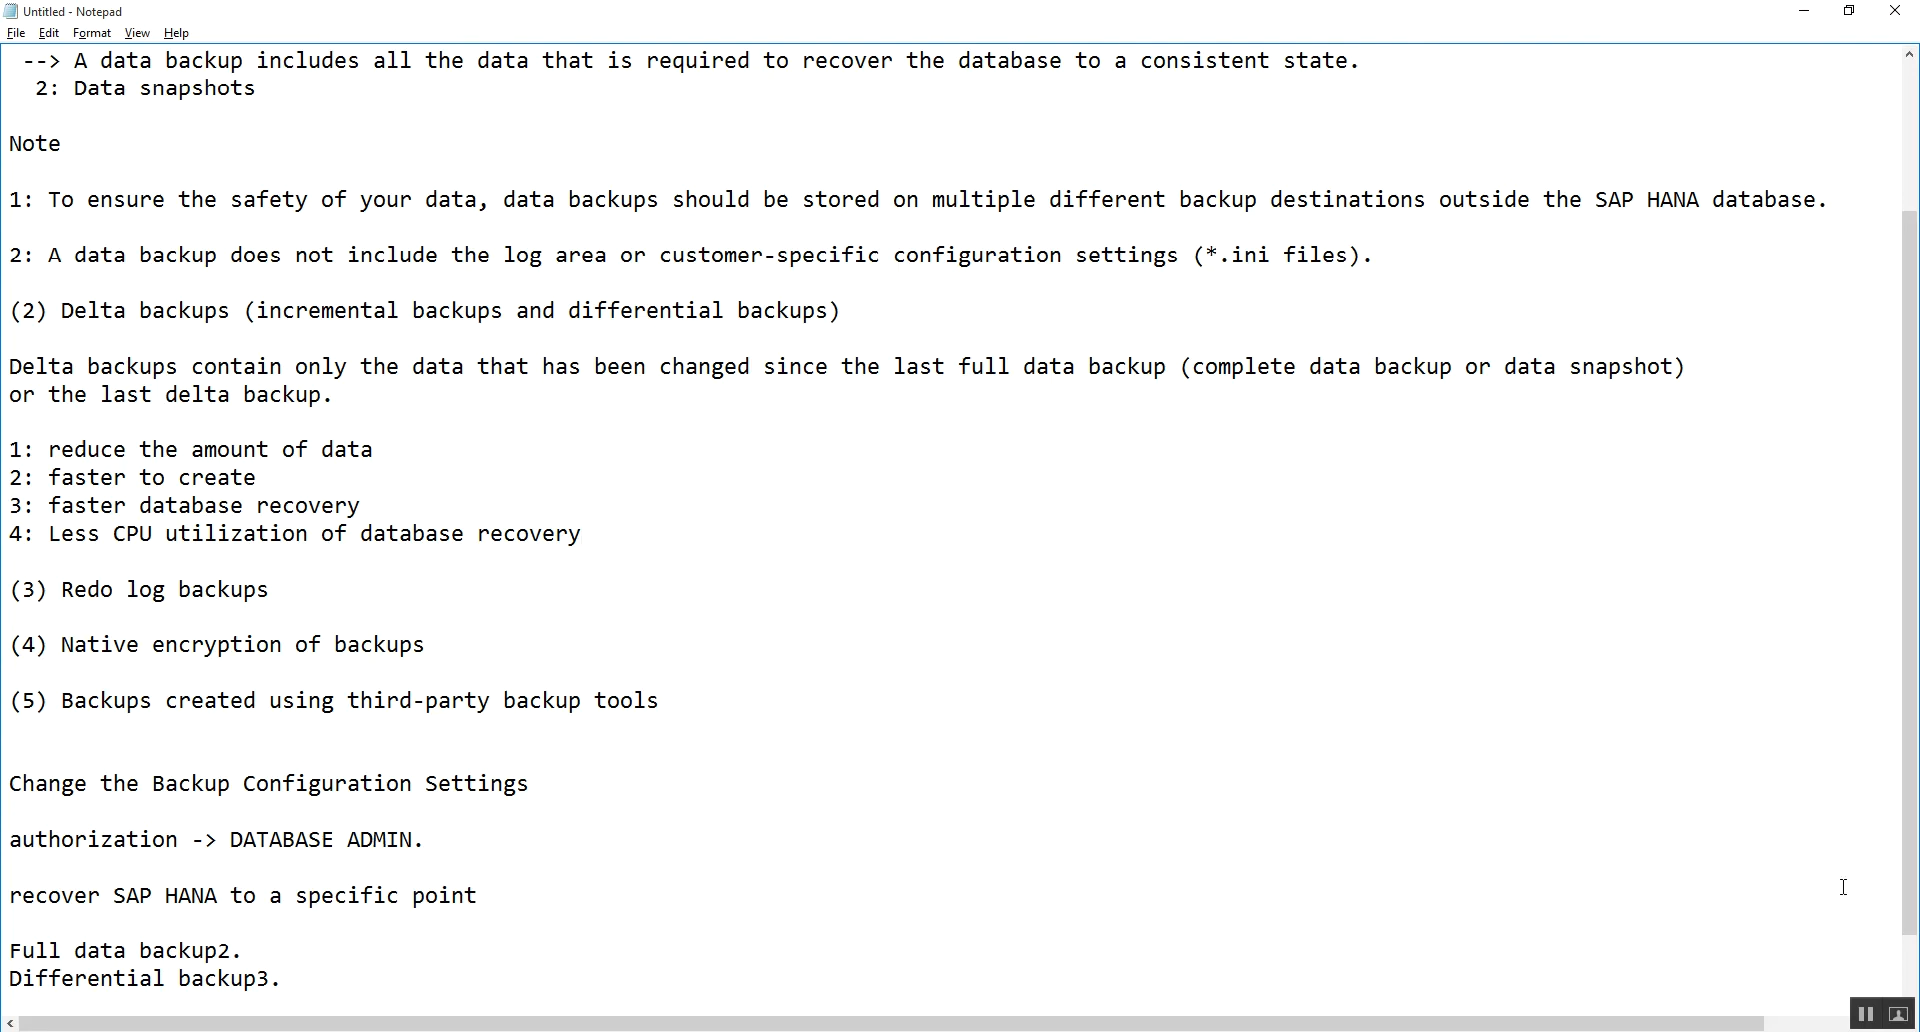 Untitled - Notepad
File Edit Format View Help
--> A data backup includes all the data that is required to recover the database to a consistent state.
2: Data snapshots
Note
1: To ensure the safety of your data, data backups should be stored on multiple different backup destinations outside the SAP HANA database.
2: A data backup does not include the log area or customer-specific configuration settings (*.ini files).
(2) Delta backups (incremental backups and differential backups)
Delta backups contain only the data that has been changed since the last full data backup (complete data backup or data snapshot)
or the last delta backup.
1: reduce the amount of data
2: faster to create
3: faster database recovery
4: Less CPU utilization of database recovery
(3) Redo log backups
(4) Native encryption of backups
(5) Backups created using third-party backup tools
Change the Backup Configuration Settings
authorization -> DATABASE ADMIN.
recover SAP HANA to a specific point
Full data backup2.
Differential backup3.